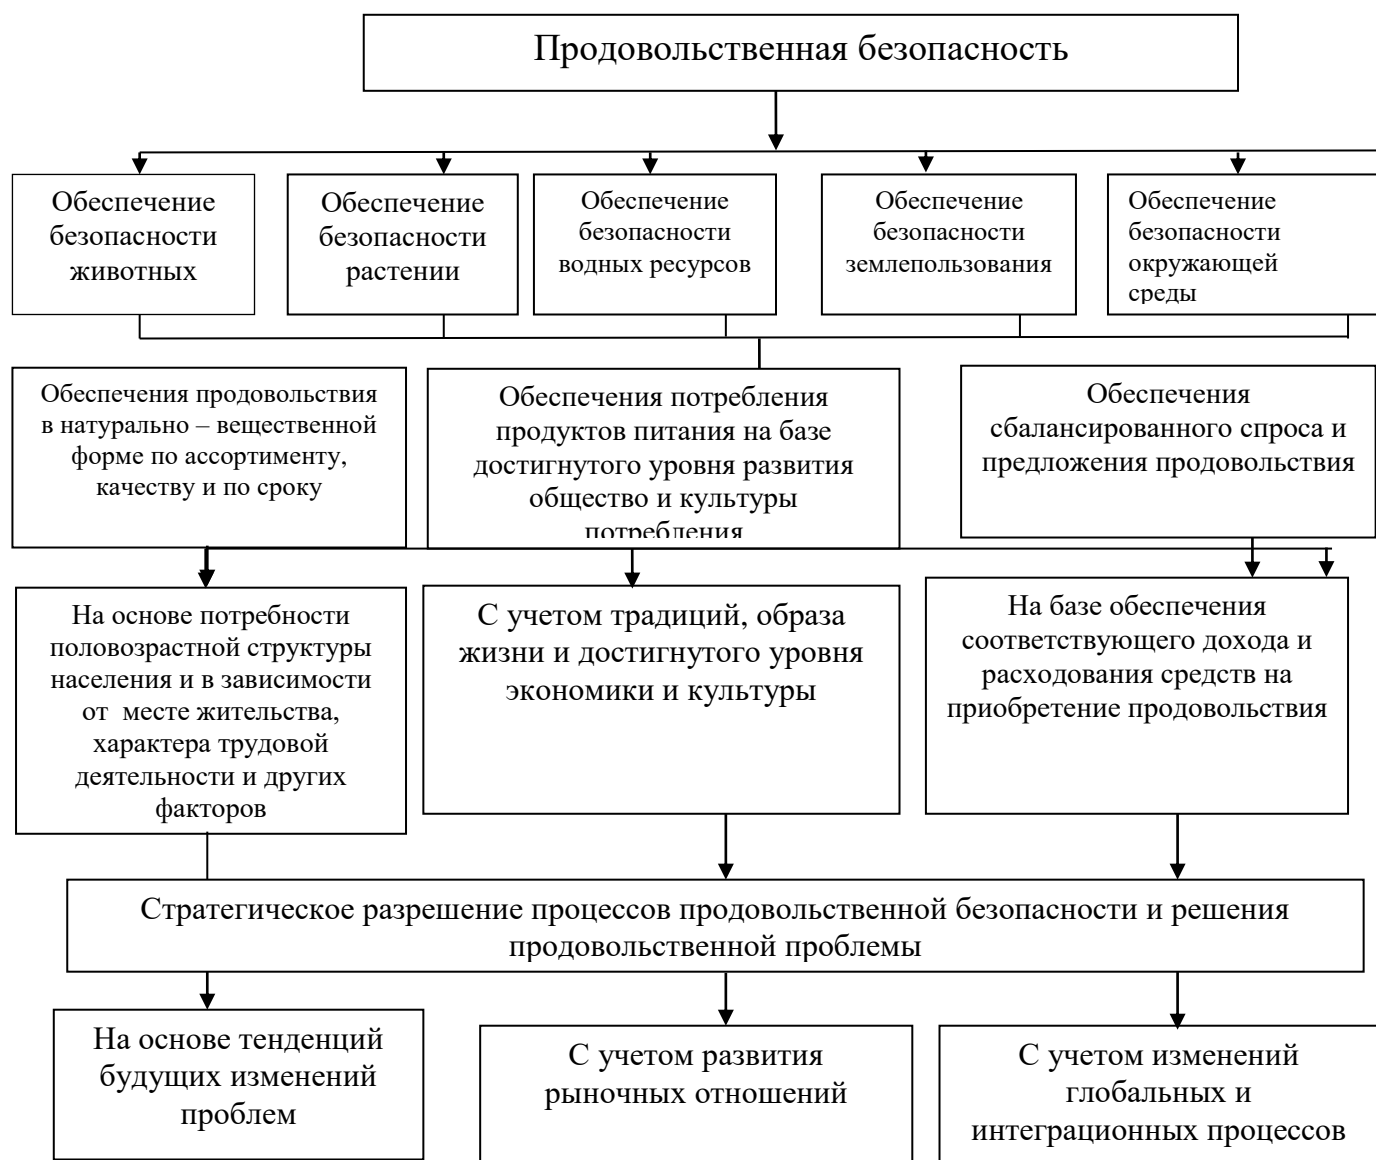 Продовольственная безопасность
Обеспечение
безопасности
животных
Обеспечение
безопасности
растении
Обеспечение
безопасности
водных ресурсов
Обеспечение
безопасности
землепользования
Обеспечение
безопасности
окружающей
среды
Обеспечения продовольствия
в натурально – вещественной
форме по ассортименту,
качеству и по сроку
Обеспечения потребления
продуктов питания на базе
достигнутого уровня развития
общество и культуры
потребления
Обеспечения
сбалансированного спроса и
предложения продовольствия
На основе потребности
половозрастной структуры
населения и в зависимости
от месте жительства,
характера трудовой
деятельности и других
факторов
С учетом традиций, образа
жизни и достигнутого уровня
экономики и культуры
На базе обеспечения
соответствующего дохода и
расходования средств на
приобретение продовольствия
Стратегическое разрешение процессов продовольственной безопасности и решения
продовольственной проблемы
На основе тенденций
будущих изменений
проблем
С учетом развития
рыночных отношений
С учетом изменений
глобальных и
интеграционных процессов